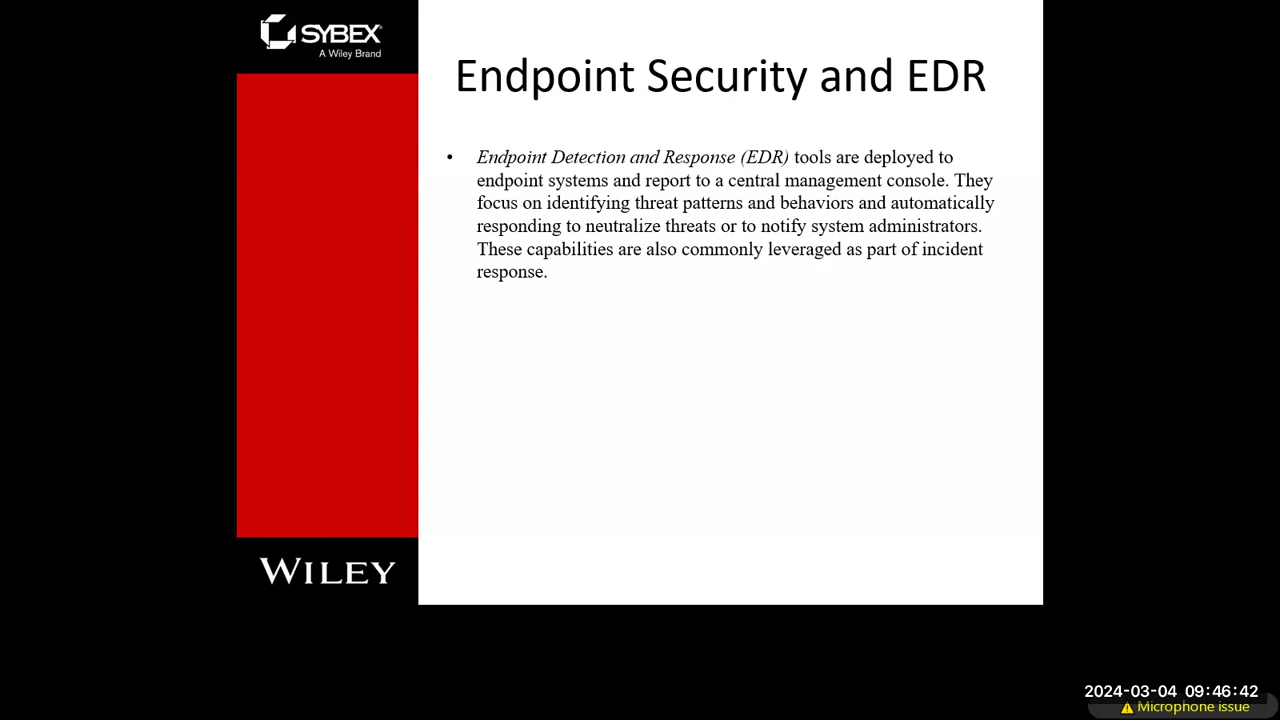 SYBEX
A Wiley Brand
Endpoint Security and EDR
• Endpoint Detection and Response (EDR) tools are deployed to
endpoint systems and report to a central management console. They
focus on identifying threat patterns and behaviors and automatically
responding to neutralize threats or to notify system administrators.
These capabilities are also commonly leveraged as part of incident
response.
WILEY
2024-03-04 09:46:42
Microphone issue